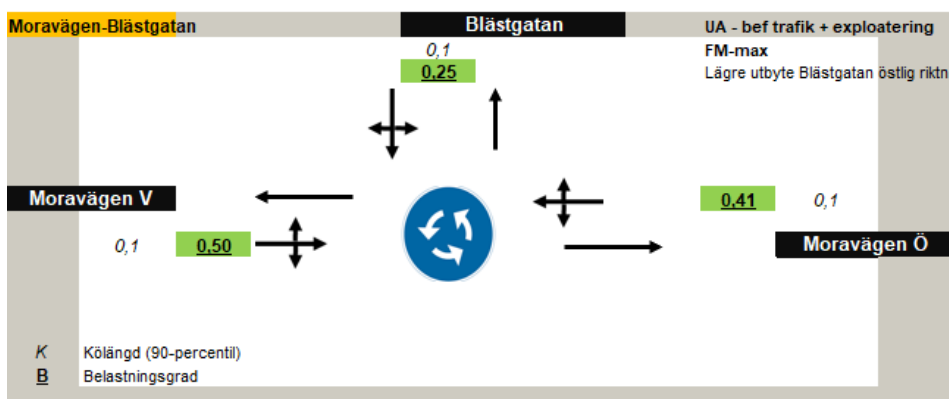 Moravägen-Blästgatan
Blästgatan
UA - bef trafik + exploatering
0,1
FM-max
0,25
Lägre utbyte Blästgatan östlig riktn
Moravägen V
0,41 0,1
0,1 0,50
Moravägen Ö
K Kölängd (90-percentil)
B Belastningsgrad